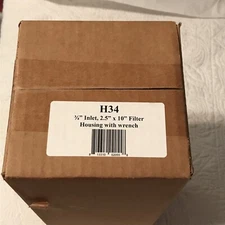 H34
¾" Inlet, 2.5" x 10" Filter
Housing with wrench